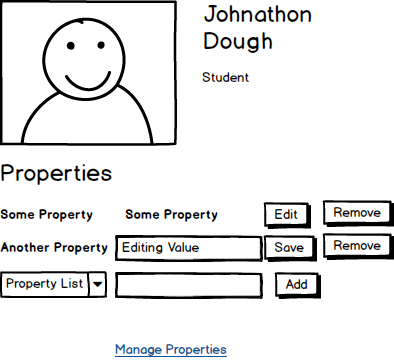 Johnathon
Dough
Student
Properties
Some Property Some Property Edit Remove
Another Property Editing Value Save Remove
Property List Add
Manage Properties